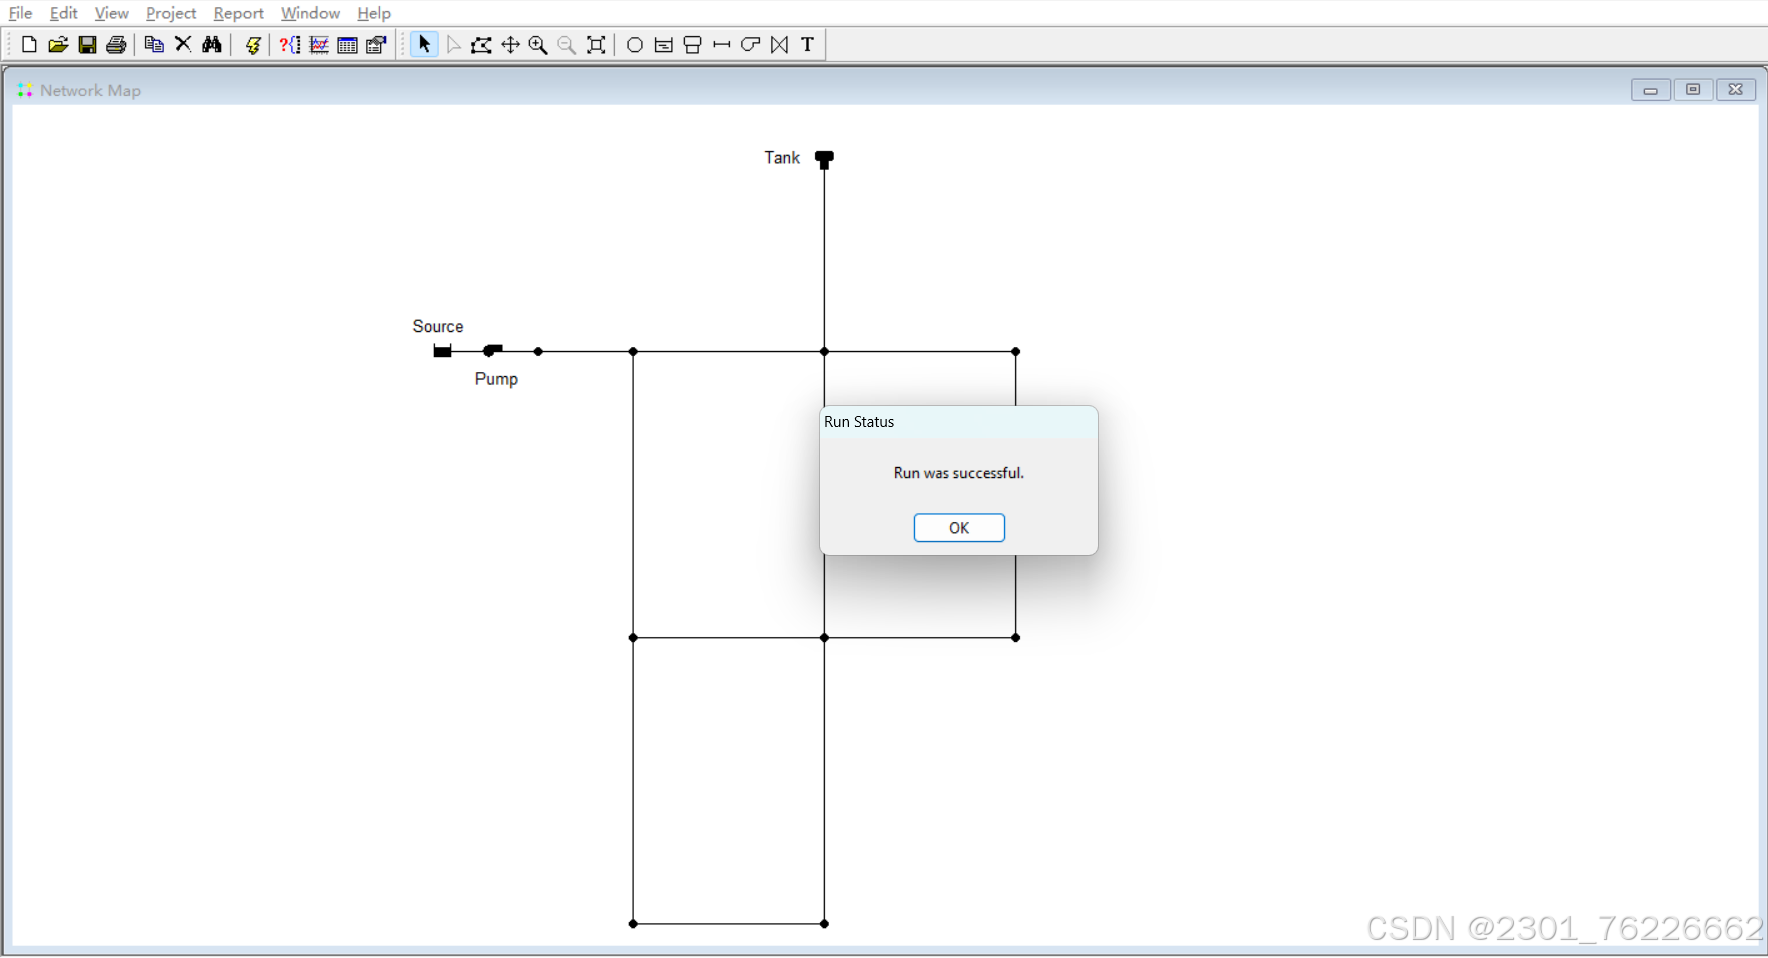 File Edit View Project Report Window Help
T
Network Map
Tank
Source
Pump
Run Status
Run was successful.
OK
CSDN @2301_76226662